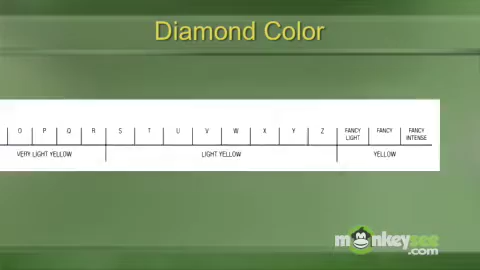 Diamond Color
O P Q R S T U V W X Y Z FANCY LIGHT FANCY FANCY INTENSE
VERY LIGHT YELLOW LIGHT YELLOW YELLOW
monkeysee
.com